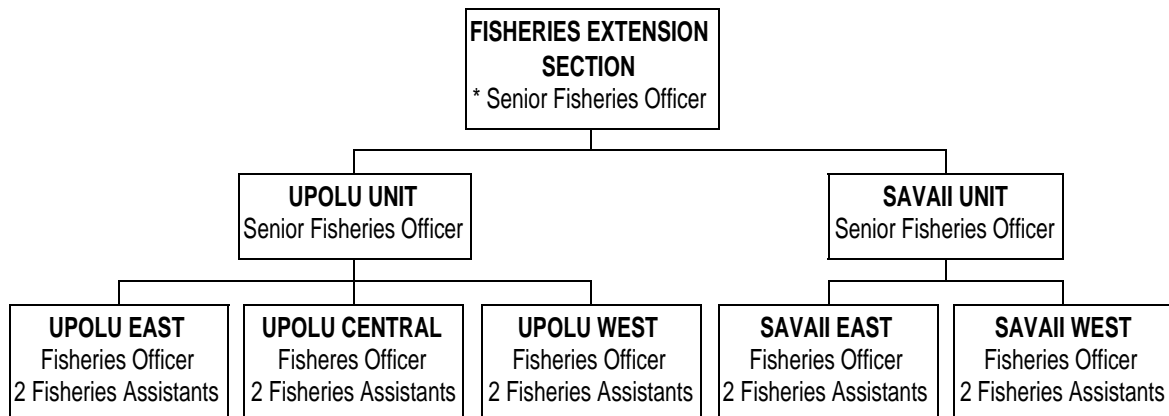 FISHERIES EXTENSION
SECTION
* Senior Fisheries Officer
UPOLU UNIT
Senior Fisheries Officer
SAVAII UNIT
Senior Fisheries Officer
UPOLU EAST
Fisheries Officer
2 Fisheries Assistants
UPOLU CENTRAL
Fisheres Officer
2 Fisheries Assistants
UPOLU WEST
Fisheries Officer
2 Fisheries Assistants
SAVAII EAST
Fisheries Officer
2 Fisheries Assistants
SAVAII WEST
Fisheries Officer
2 Fisheries Assistants